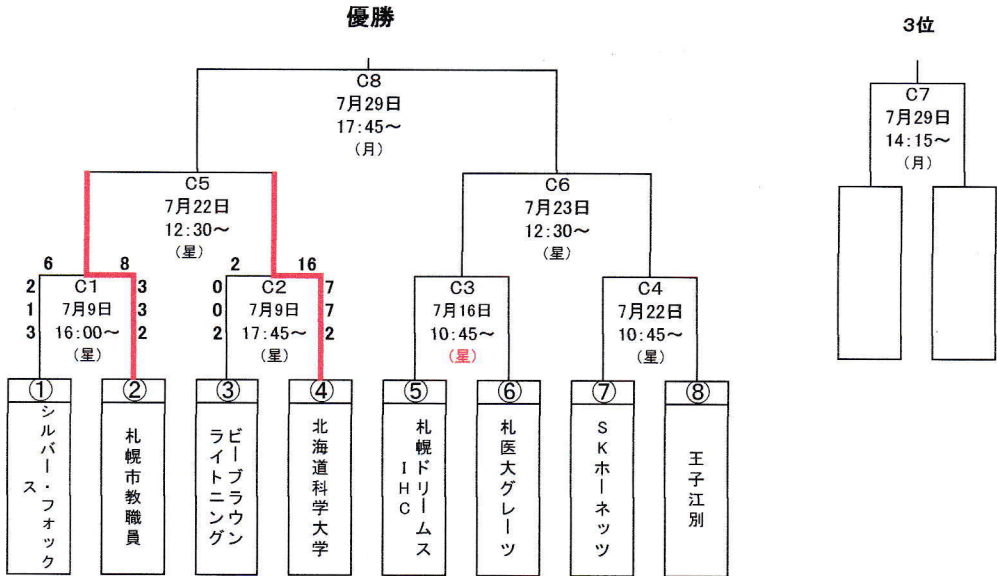 優勝
3位
C8
7月29日
17:45~
(月)
C7
7月29日
14:15~
(月)
C5
7月22日
12:30~
(星)
C6
7月23日
12:30~
(星)
6 8
2 16
2
1
3
C1
7月9日
16:00~
(星)
3
3
2
0
0
2
C2
7月9日
17:45~
(星)
7
7
2
C3
7月16日
10:45~
(星)
C4
7月22日
10:45~
(星)
①
シルバー・フォック
ス
②
札幌市教職員
③
ビーブラウン
ライトニング
④
北海道科学大学
⑤
札幌ドリームス
IHC
⑥
札医大グレーツ
⑦
SKホーネッツ
⑧
王子江別